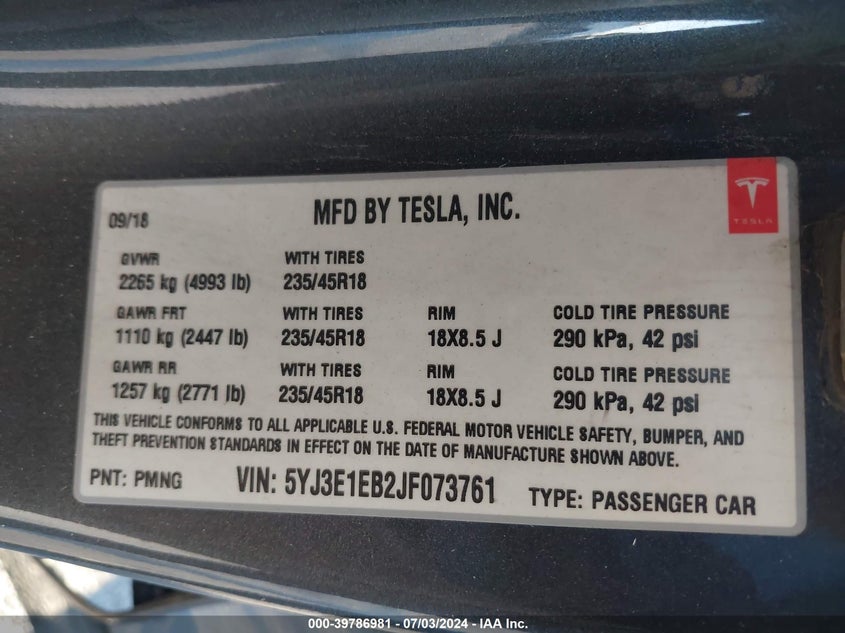 09/18 MFD BY TESLA, INC.
TESLA
GVWR WITH TIRES
2265 kg (4993 lb) 235/45R18
GAWR FRT WITH TIRES RIM COLD TIRE PRESSURE
1110 kg (2447 lb) 235/45R18 18X8.5 J 290 kPa, 42 psi
GAWR RR WITH TIRES RIM COLD TIRE PRESSURE
1257 kg (2771 lb) 235/45R18 18X8.5 J 290 kPa, 42 psi
THIS VEHICLE CONFORMS TO ALL APPLICABLE U.S. FEDERAL MOTOR VEHICLE SAFETY, BUMPER, AND
THEFT PREVENTION STANDARDS IN EFFECT ON THE DATE OF MANUFACTURE SHOWN ABOVE.
PNT: PMNG VIN: 5YJ3E1EB2JF073761 TYPE: PASSENGER CAR
000-39786981 - 07/03/2024 - IAA Inc.